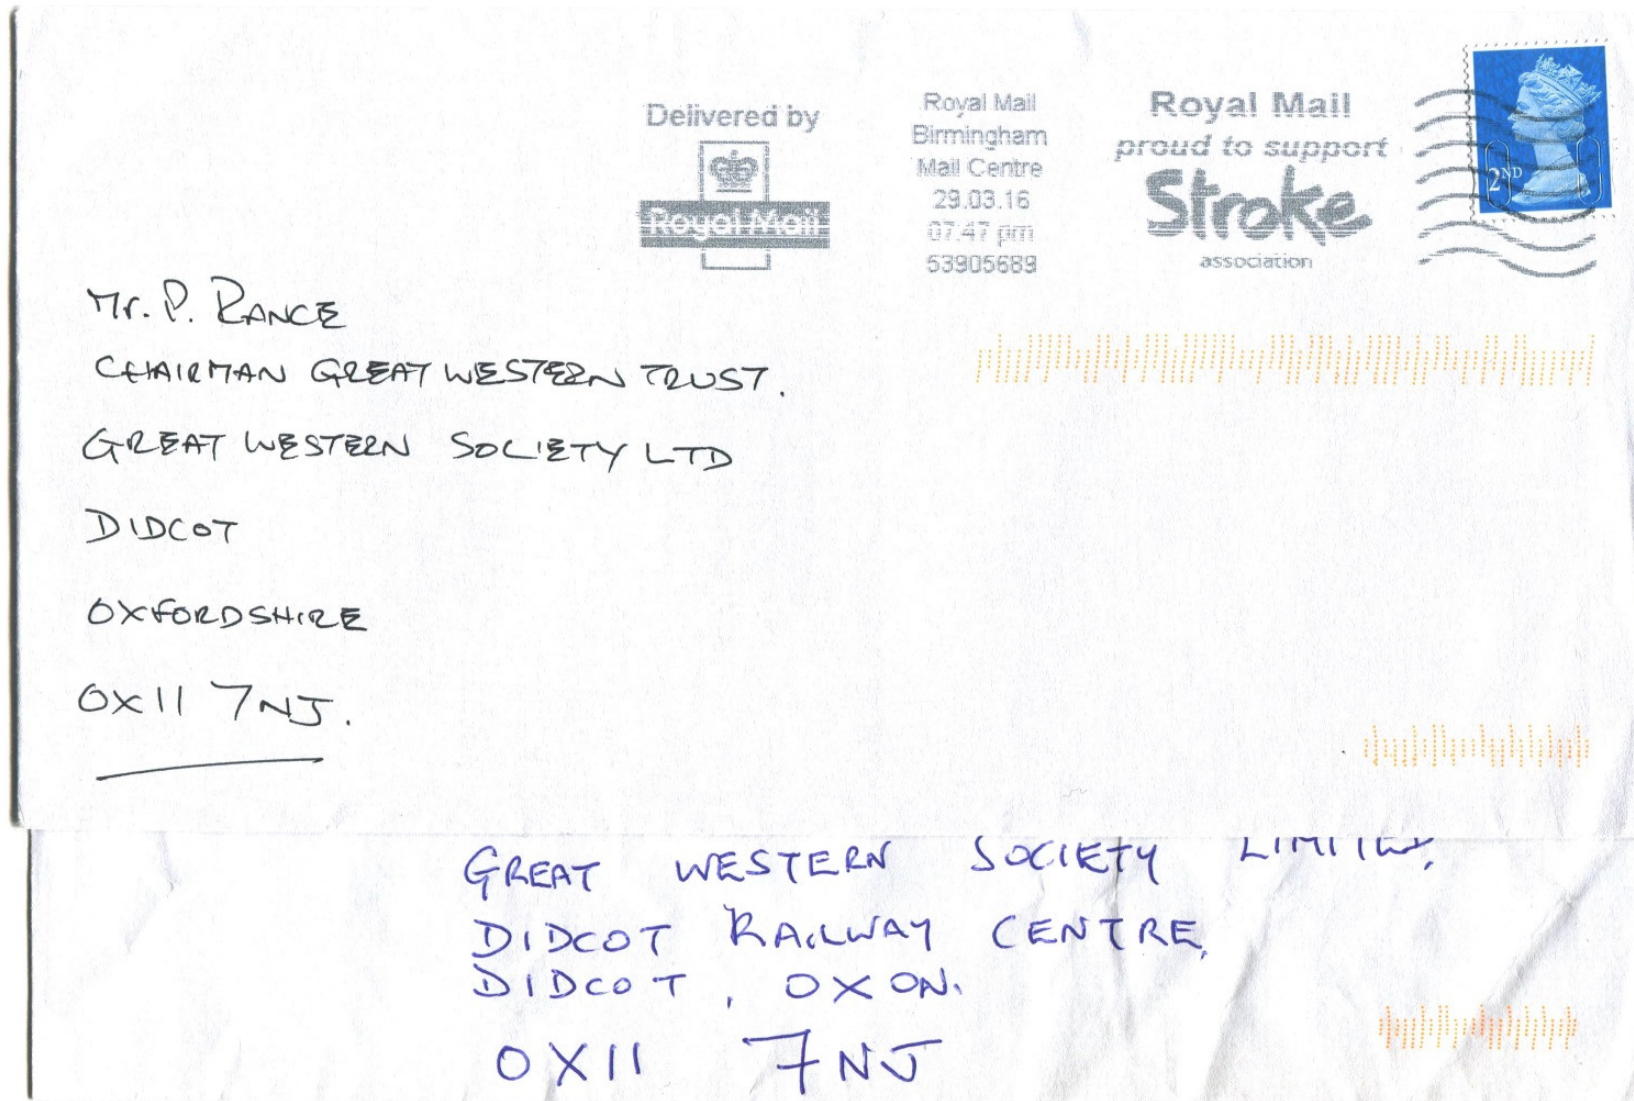 Delivered by
Royal Mail
Royal Mail
Birmingham
Mail Centre
29.03.16
07.47 pm
53905689
Royal Mail
proud to support
Stroke
association
2ND
Mr. P. RANCE
CHAIRMAN GREAT WESTERN TRUST.
GREAT WESTERN SOCIETY LTD
DIDCOT
OXFORDSHIRE
OX11 7NJ.
GREAT WESTERN SOCIETY LIMITED,
DIDCOT RAILWAY CENTRE,
DIDCOT, OXON.
OX11 7NJ